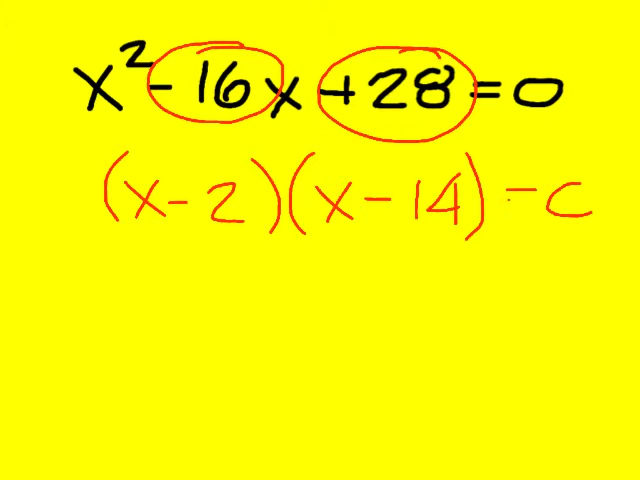 x² - 16x + 28 = 0
(x - 2)(x - 14) - c